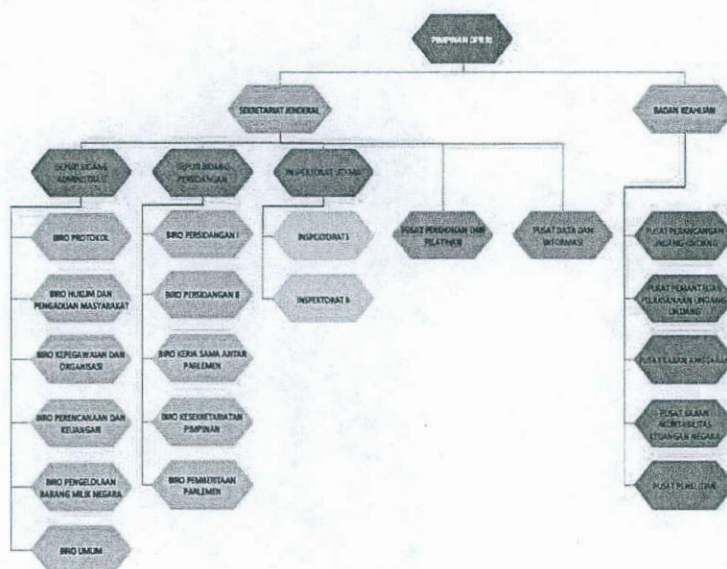 PIMPINAN DPR RI
SEKRETARIAT JENDERAL
BADAN KEAHLIAN
DEPUTI BIDANG
ADMINISTRASI
DEPUTI BIDANG
PERSIDANGAN
INSPEKTORAT UTAMA
BIRO PROTOKOL
BIRO PERSIDANGAN I
INSPEKTORAT I
PUSAT PENDIDIKAN DAN
PELATIHAN
PUSAT DATA DAN
INFORMASI
PUSAT PERANCANGAN
UNDANG-UNDANG
BIRO HUKUM DAN
PENGADUAN MASYARAKAT
BIRO PERSIDANGAN II
INSPEKTORAT II
PUSAT PEMANTAUAN
PELAKSANAAN UNDANG-
UNDANG
BIRO KEPEGAWAIAN DAN
ORGANISASI
BIRO KERJA SAMA ANTAR
PARLEMEN
PUSAT KAJIAN ANGGARAN
BIRO PERENCANAAN DAN
KEUANGAN
BIRO KESEKRETARIATAN
PIMPINAN
PUSAT KAJIAN
AKUNTABILITAS
KEUANGAN NEGARA
BIRO PENGELOLAAN
BARANG MILIK NEGARA
BIRO PEMBERITAAN
PARLEMEN
PUSAT PENELITIAN
BIRO UMUM